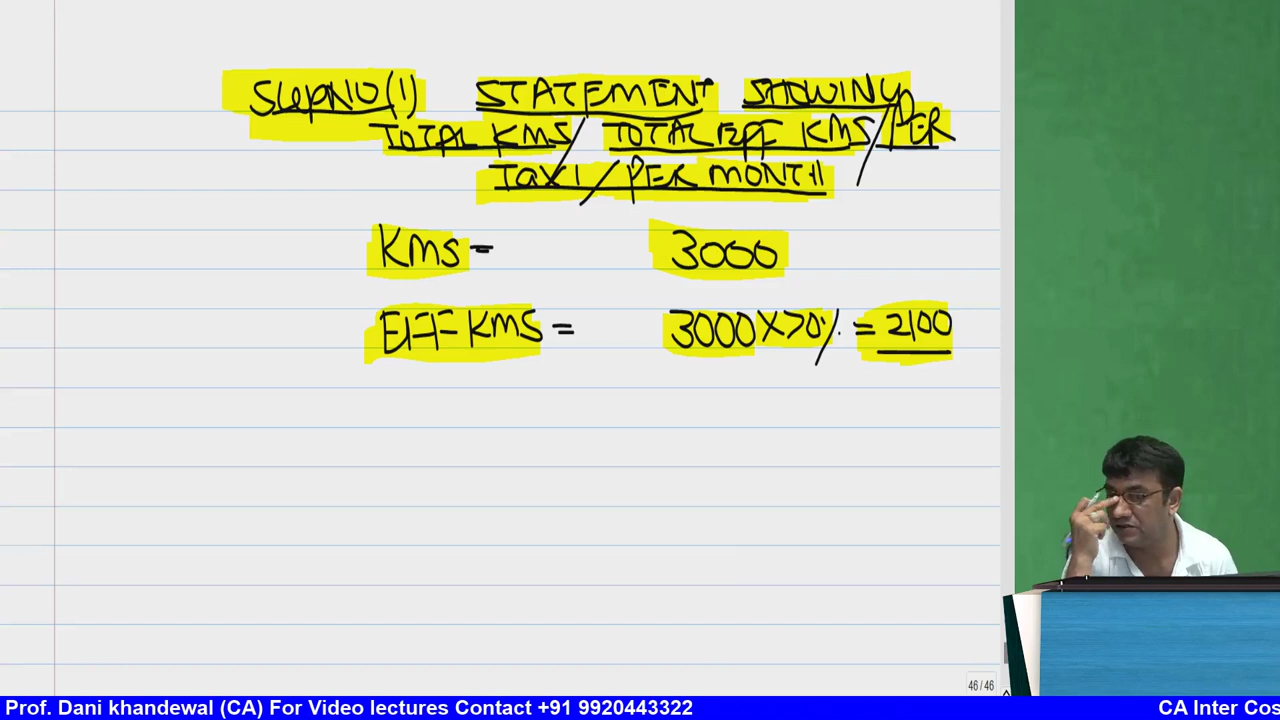 StepNO(1) STATEMENT SHOWING
TOTAL KMS / TOTAL EFF KMS / PER
TAXI / PER MONTH
KMS = 3000
EFF KMS = 3000 X 70% = 2100
46 / 46
Prof. Dani khandewal (CA) For Video lectures Contact +91 9920443322 CA Inter Cos